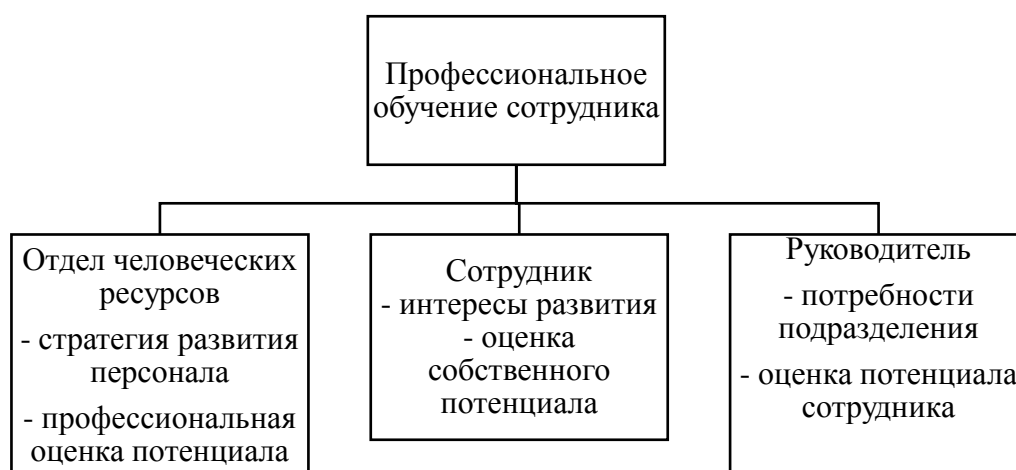 Профессиональное
обучение сотрудника
Отдел человеческих
ресурсов
- стратегия развития
персонала
- профессиональная
оценка потенциала
Сотрудник
- интересы развития
- оценка
собственного
потенциала
Руководитель
- потребности
подразделения
- оценка потенциала
сотрудника